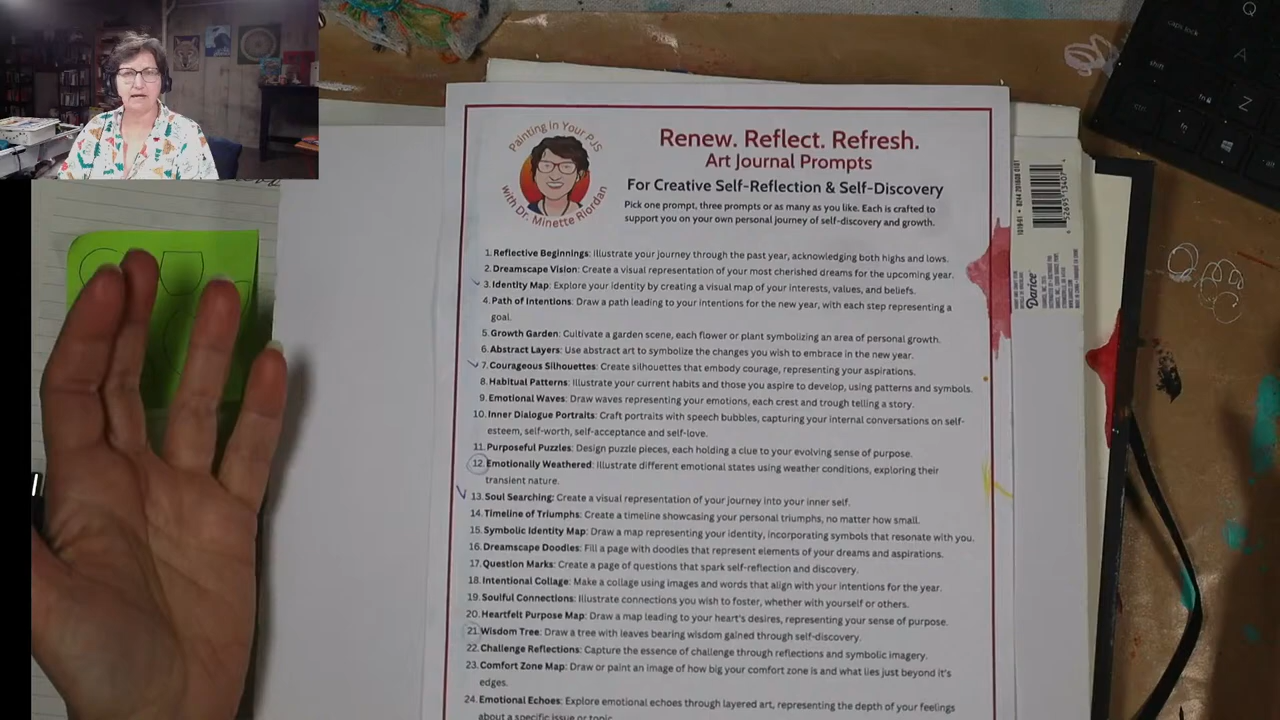 Painting in Your PJS
with Dr. Minette Riordan
Renew. Reflect. Refresh.
Art Journal Prompts
For Creative Self-Reflection & Self-Discovery
Pick one prompt, three prompts or as many as you like. Each is crafted to
support you on your own personal journey of self-discovery and growth.
1. Reflective Beginnings: Illustrate your journey through the past year, acknowledging both highs and lows.
2. Dreamscape Vision: Create a visual representation of your most cherished dreams for the upcoming year.
3. Identity Map: Explore your identity by creating a visual map of your interests, values, and beliefs.
4. Path of Intentions: Draw a path leading to your intentions for the new year, with each step representing a
goal.
5. Growth Garden: Cultivate a garden scene, each flower or plant symbolizing an area of personal growth.
6. Abstract Layers: Use abstract art to symbolize the changes you wish to embrace in the new year.
7. Courageous Silhouettes: Create silhouettes that embody courage, representing your aspirations.
8. Habitual Patterns: Illustrate your current habits and those you aspire to develop, using patterns and symbols.
9. Emotional Waves: Draw waves representing your emotions, each crest and trough telling a story.
10. Inner Dialogue Portraits: Craft portraits with speech bubbles, capturing your internal conversations on self-
esteem, self-worth, self-acceptance and self-love.
11. Purposeful Puzzles: Design puzzle pieces, each holding a clue to your evolving sense of purpose.
12. Emotionally Weathered: Illustrate different emotional states using weather conditions, exploring their
transient nature.
13. Soul Searching: Create a visual representation of your journey into your inner self.
14. Timeline of Triumphs: Create a timeline showcasing your personal triumphs, no matter how small.
15. Symbolic Identity Map: Draw a map representing your identity, incorporating symbols that resonate with you.
16. Dreamscape Doodles: Fill a page with doodles that represent elements of your dreams and aspirations.
17. Question Marks: Create a page of questions that spark self-reflection and discovery.
18. Intentional Collage: Make a collage using images and words that align with your intentions for the year.
19. Soulful Connections: Illustrate connections you wish to foster, whether with yourself or others.
20. Heartfelt Purpose Map: Draw a map leading to your heart's desires, representing your sense of purpose.
21. Wisdom Tree: Draw a tree with leaves bearing wisdom gained through self-discovery.
22. Challenge Reflections: Capture the essence of challenge through reflections and symbolic imagery.
23. Comfort Zone Map: Draw or paint an image of how big your comfort zone is and what lies just beyond it's
edges.
24. Emotional Echoes: Explore emotional echoes through layered art, representing the depth of your feelings
about a specific issue or topic.
Darice
caps lock
shift
ctrl
fn
Q
A
Z